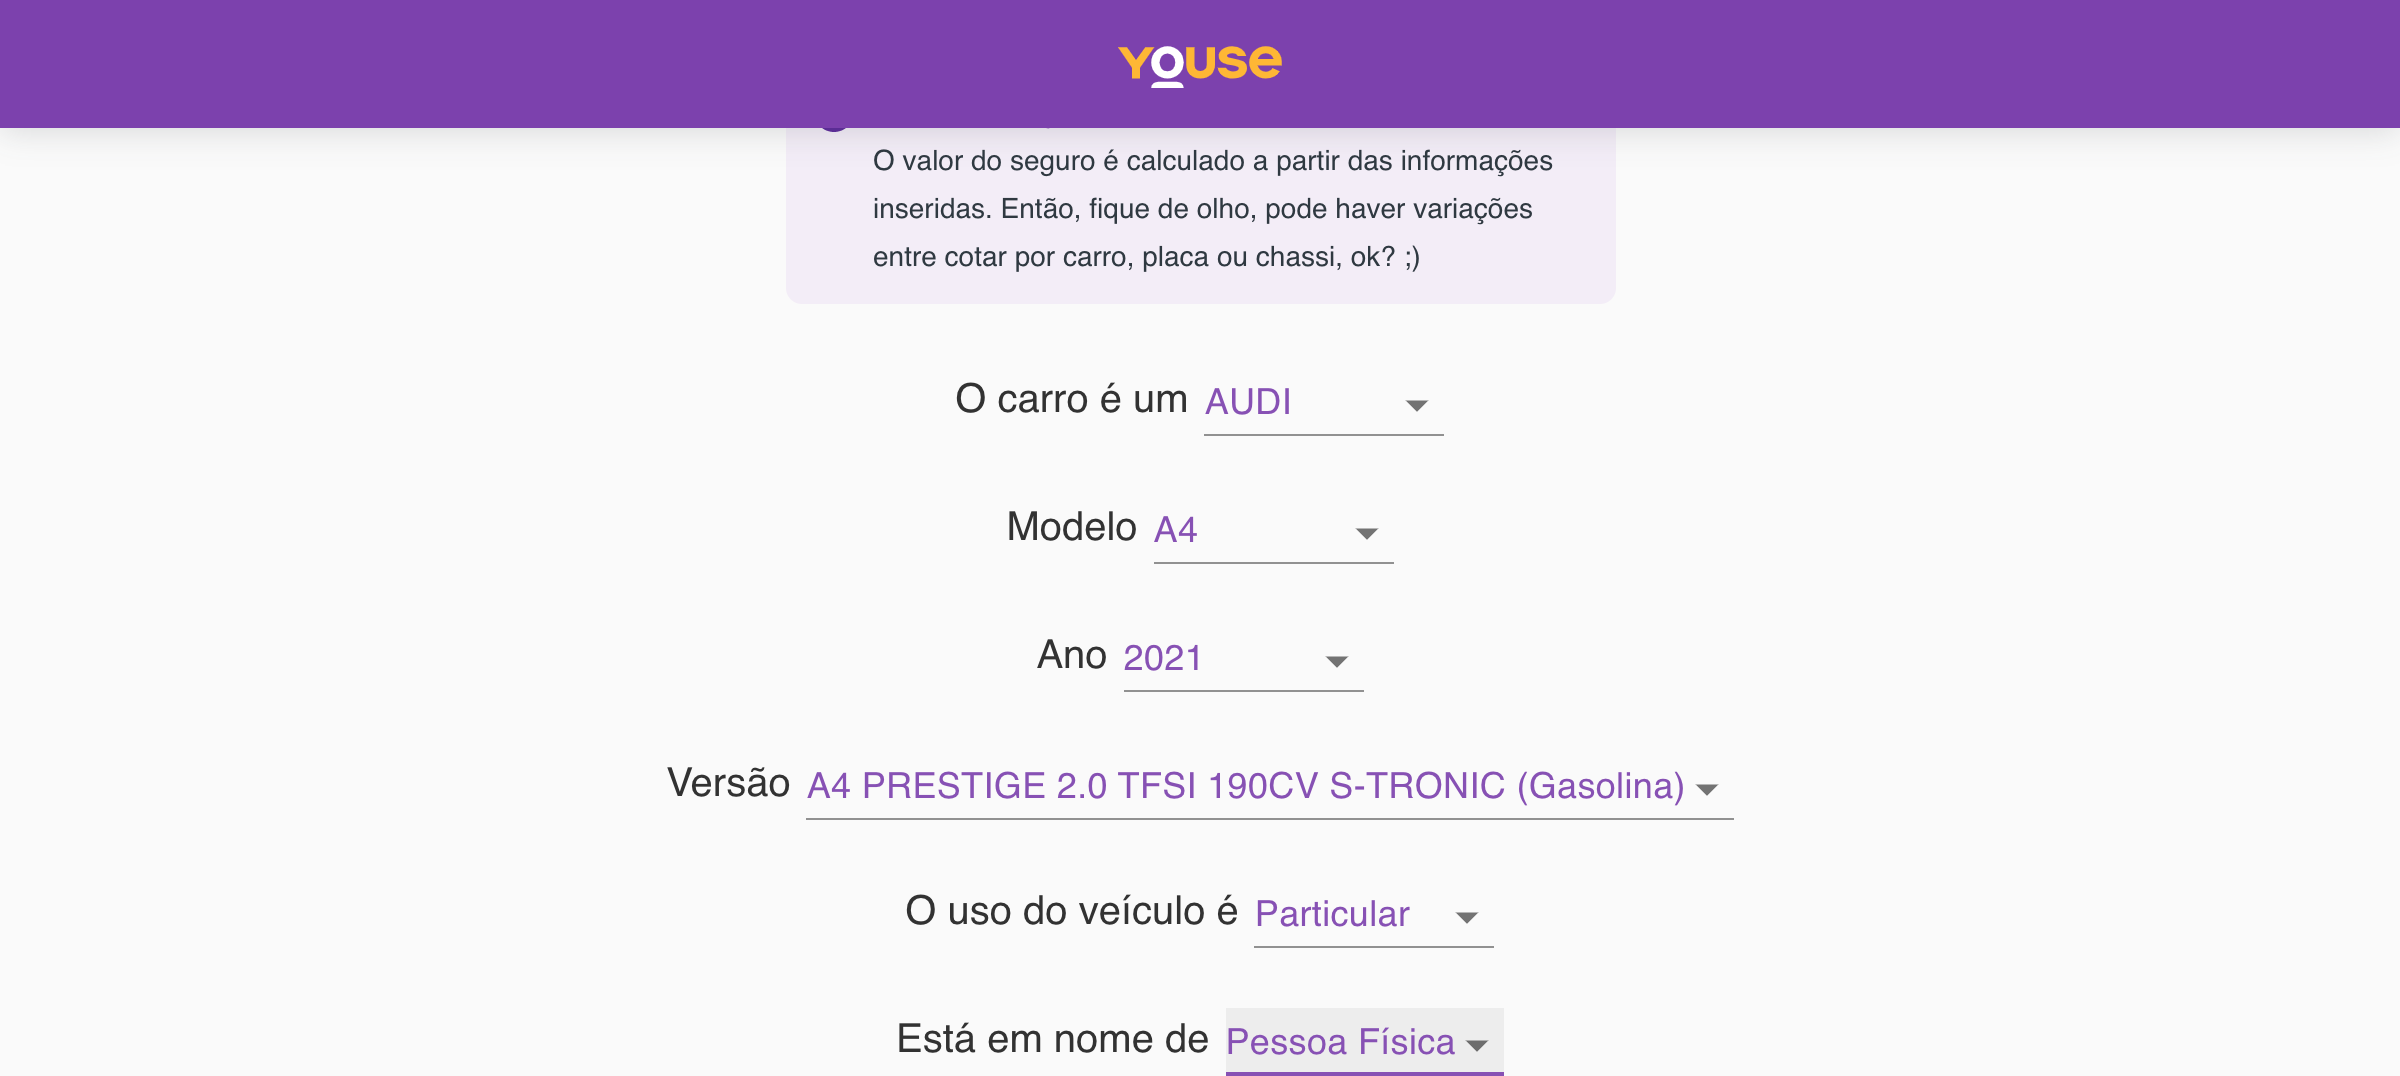 YOUSE
O valor do seguro é calculado a partir das informações
inseridas. Então, fique de olho, pode haver variações
entre cotar por carro, placa ou chassi, ok? ;)
O carro é um AUDI
Modelo A4
Ano 2021
Versão A4 PRESTIGE 2.0 TFSI 190CV S-TRONIC (Gasolina)
O uso do veículo é Particular
Está em nome de Pessoa Física